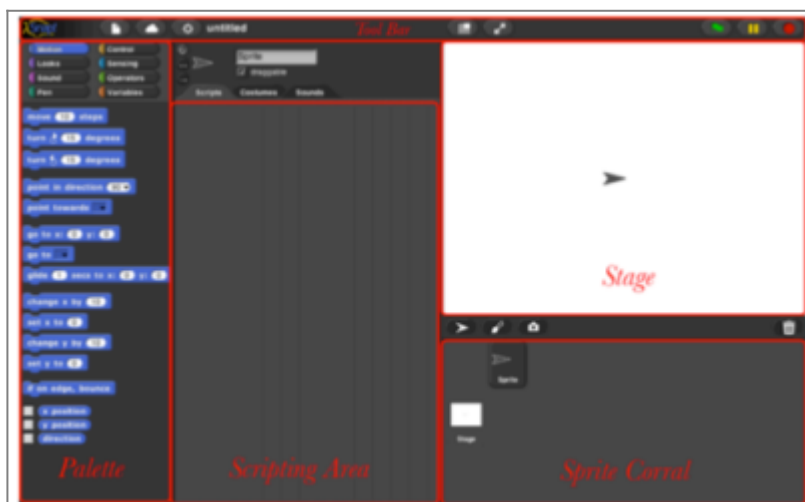 untitled
Tool Bar
Motion
Control
Looks
Sensing
Sound
Operators
Pen
Variables
Sprite
draggable
Scripts
Costumes
Sounds
move 10 steps
turn 15 degrees
turn 15 degrees
point in direction 90
point towards
go to x: 0 y: 0
go to
glide 1 secs to x: 0 y: 0
change x by 10
set x to 0
change y by 10
set y to 0
if on edge, bounce
x position
y position
direction
Palette
Scripting Area
Stage
Sprite
Stage
Sprite Corral